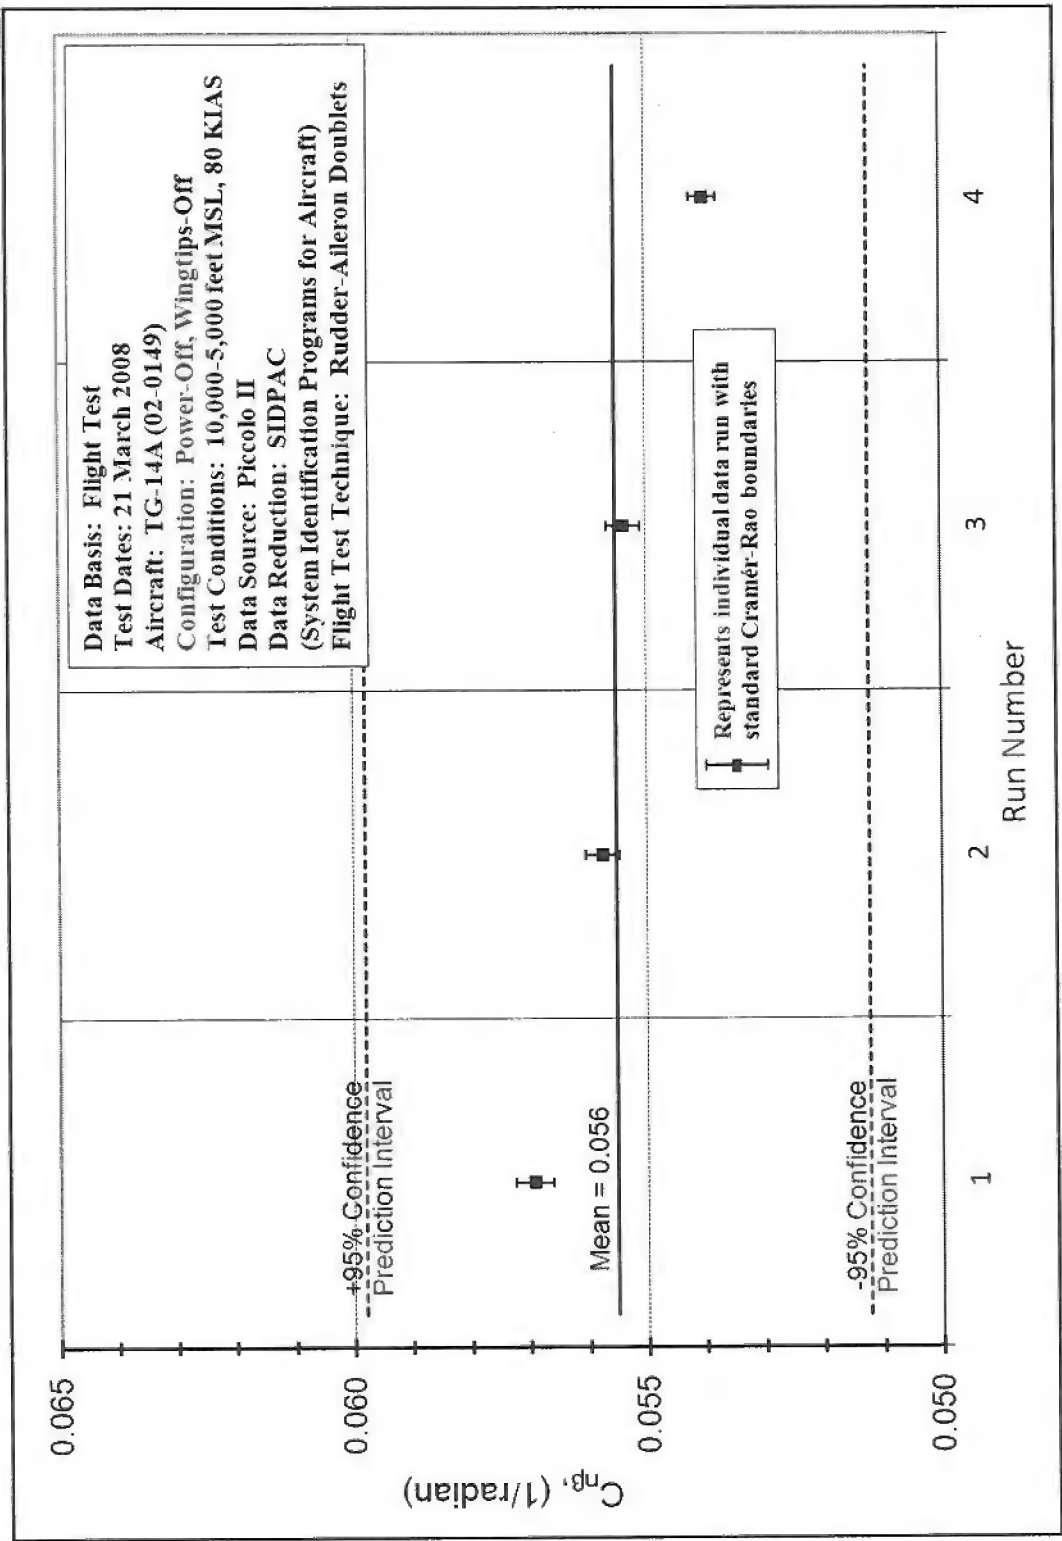 Data Basis: Flight Test
Test Dates: 21 March 2008
Aircraft: TG-14A (02-0149)
Configuration: Power-Off, Wingtips-Off
Test Conditions: 10,000-5,000 feet MSL, 80 KIAS
Data Source: Piccolo II
Data Reduction: SIDPAC
(System Identification Programs for Aircraft)
Flight Test Technique: Rudder-Aileron Doublets
0.065
0.060
0.055
0.050
Cnβ, (1/radian)
+95% Confidence
Prediction Interval
Mean = 0.056
-95% Confidence
Prediction Interval
Represents individual data run with
standard Cramér-Rao boundaries
1
2
3
4
Run Number